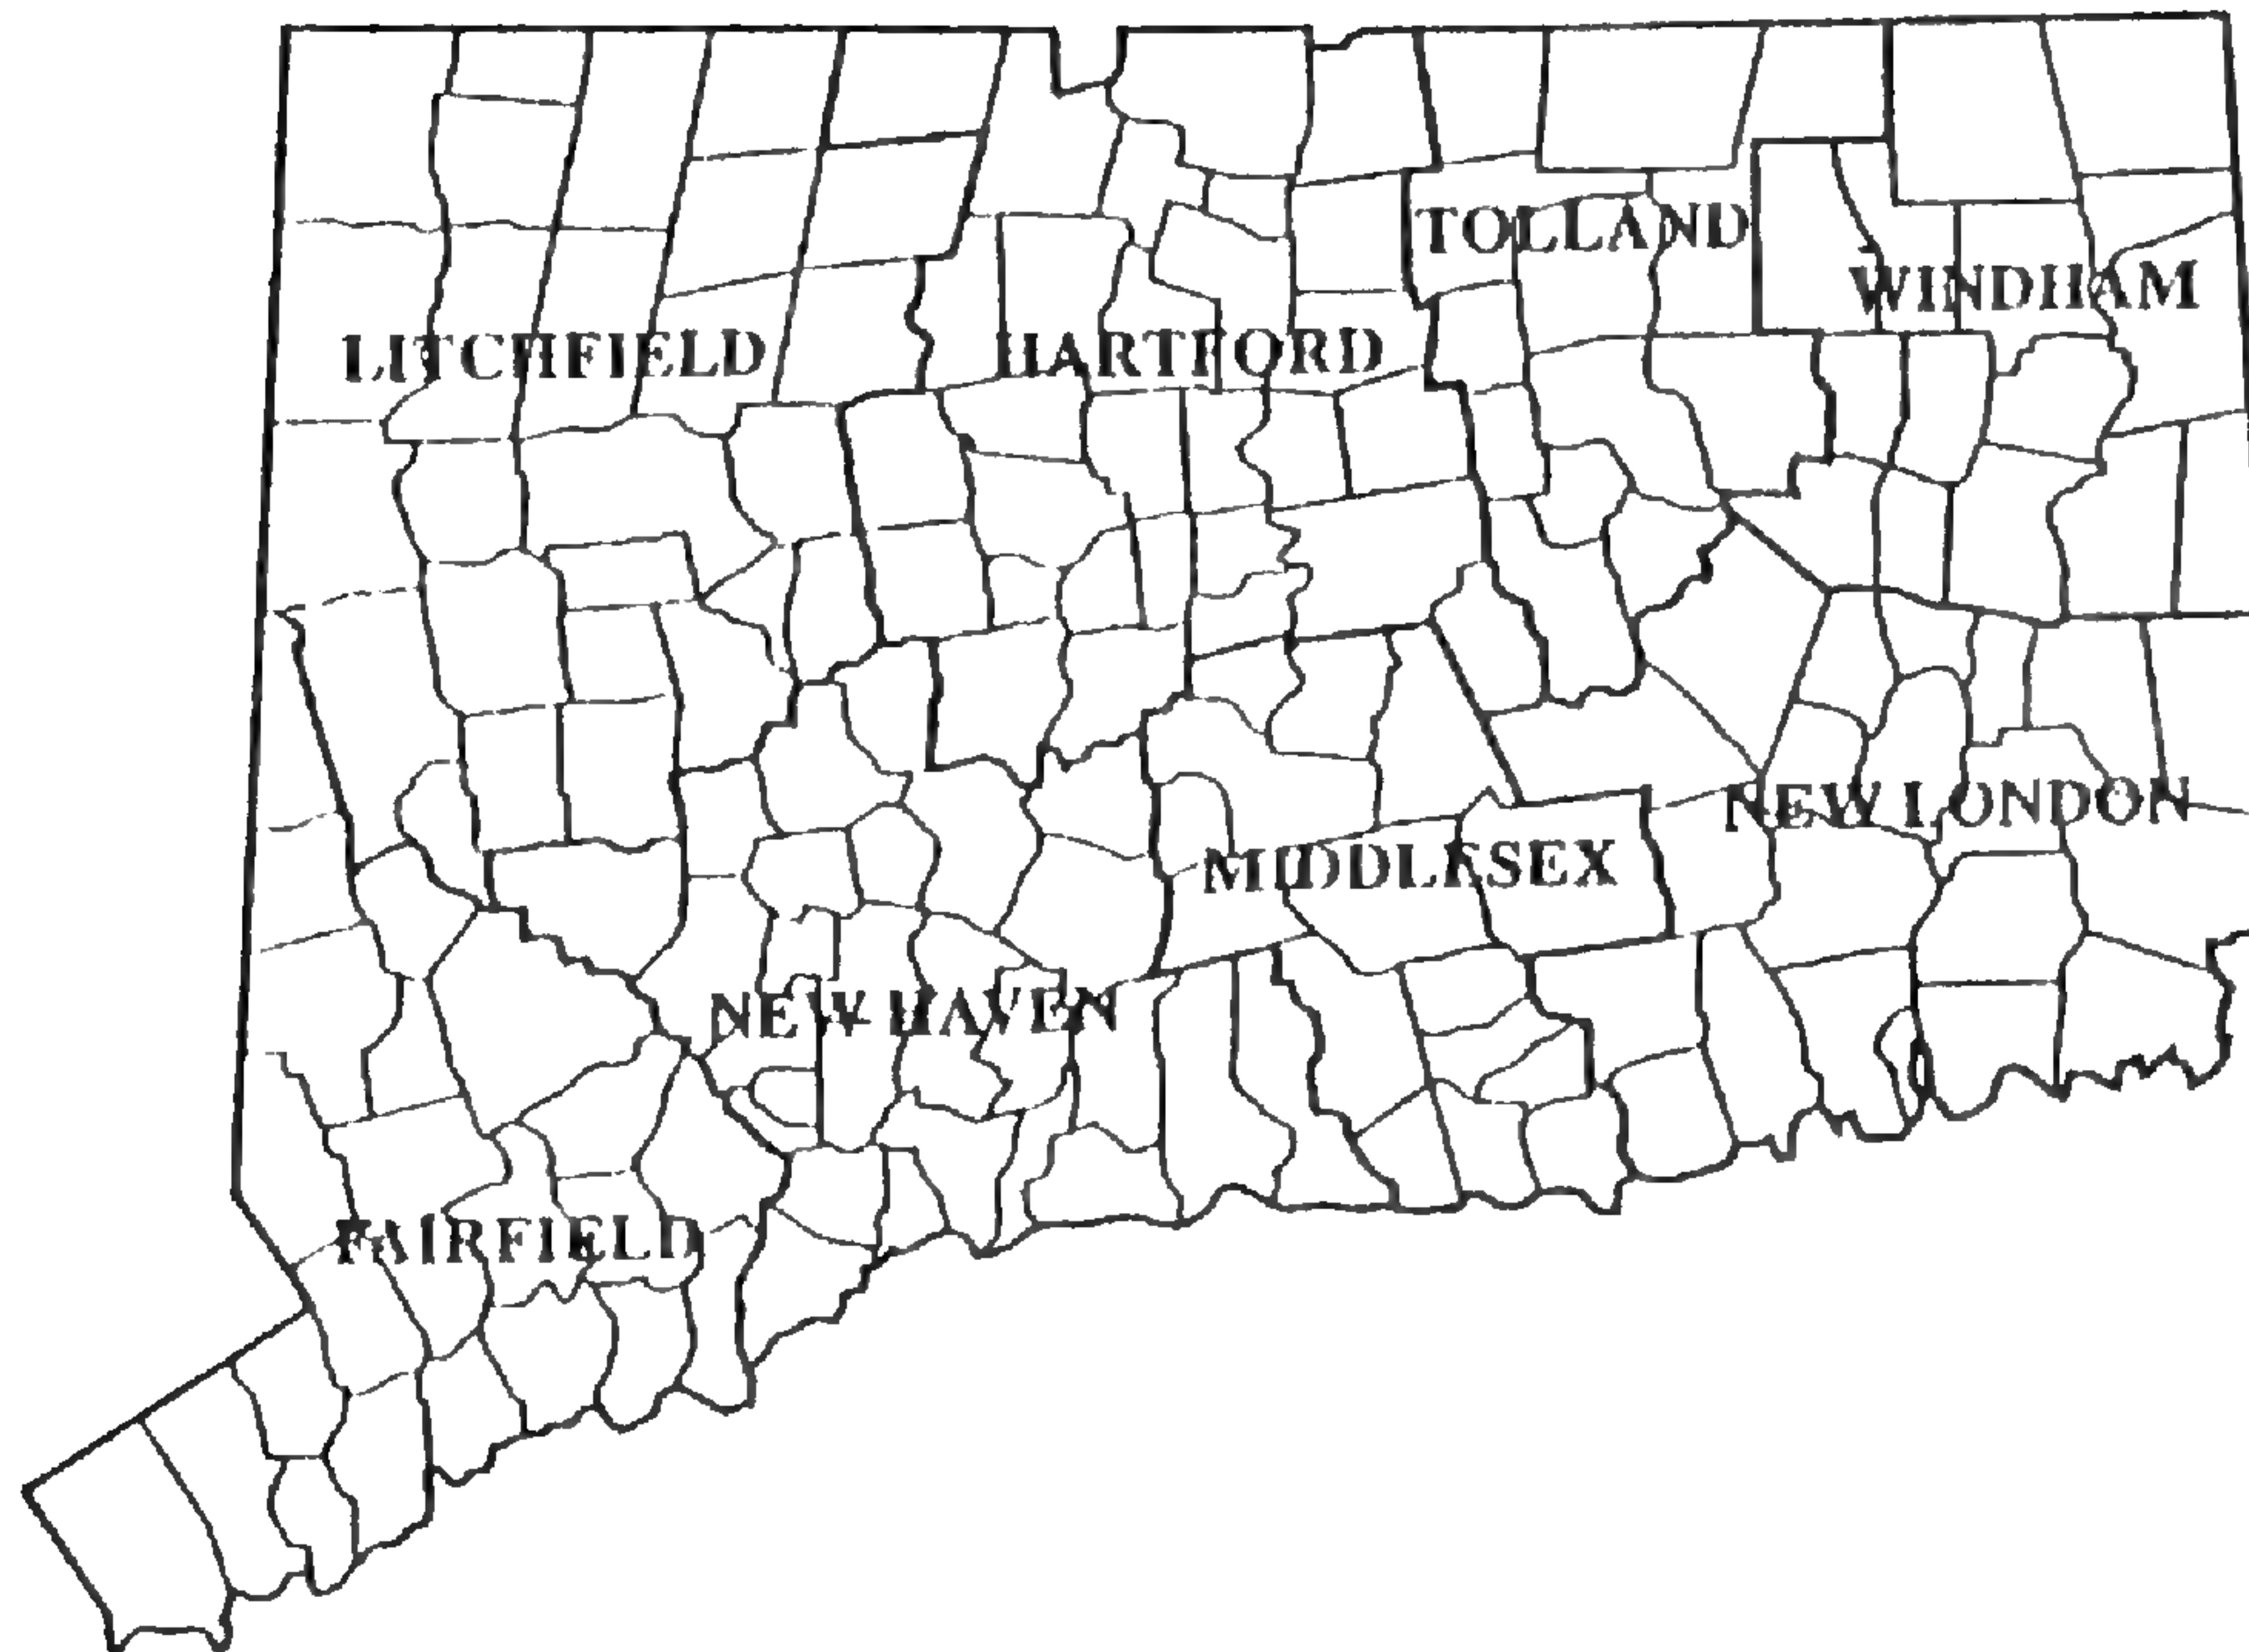 TOLLAND
WINDHAM
LITCHFIELD
HARTFORD
NEW LONDON
MIDDLESEX
NEW HAVEN
FAIRFIELD